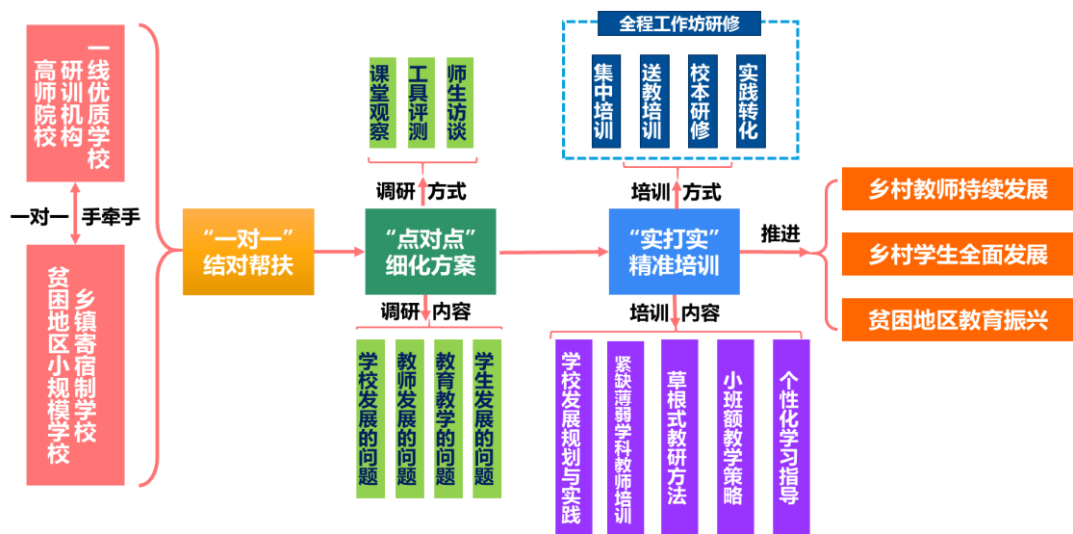 高师院校
研训机构
一线优质学校
一对一
手牵手
贫困地区小规模学校
乡镇寄宿制学校
“一对一”
结对帮扶
课堂观察
工具评测
师生访谈
调研
方式
“点对点”
细化方案
调研
内容
学校发展的问题
教师发展的问题
教育教学的问题
学生发展的问题
全程工作坊研修
集中培训
送教培训
校本研修
实践转化
培训
方式
“实打实”
精准培训
培训
内容
学校发展规划与实践
紧缺薄弱学科教师培训
草根式教研方法
小班额教学策略
个性化学习指导
推进
乡村教师持续发展
乡村学生全面发展
贫困地区教育振兴